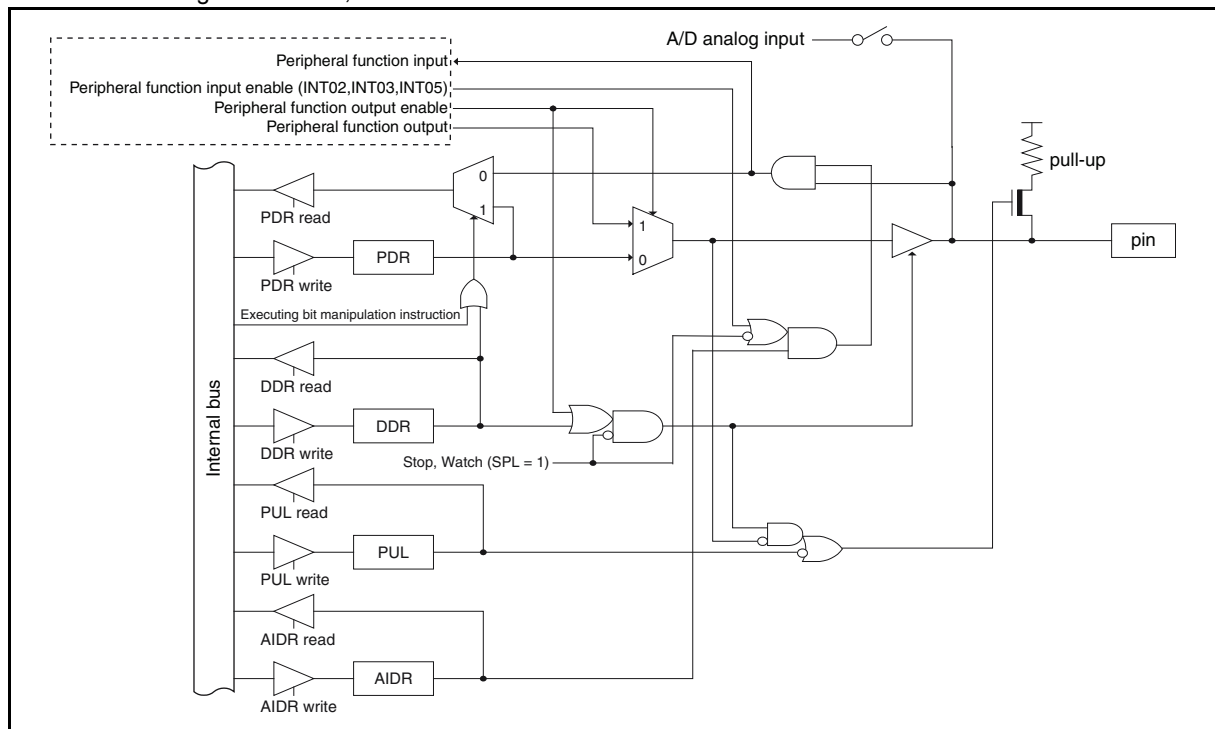 A/D analog input
Peripheral function input
Peripheral function input enable (INT02,INT03,INT05)
Peripheral function output enable
Peripheral function output
pull-up
0
1
PDR read
1
0
pin
PDR
PDR write
Executing bit manipulation instruction
Internal bus
DDR read
DDR
DDR write
Stop, Watch (SPL = 1)
PUL read
PUL
PUL write
AIDR read
AIDR
AIDR write